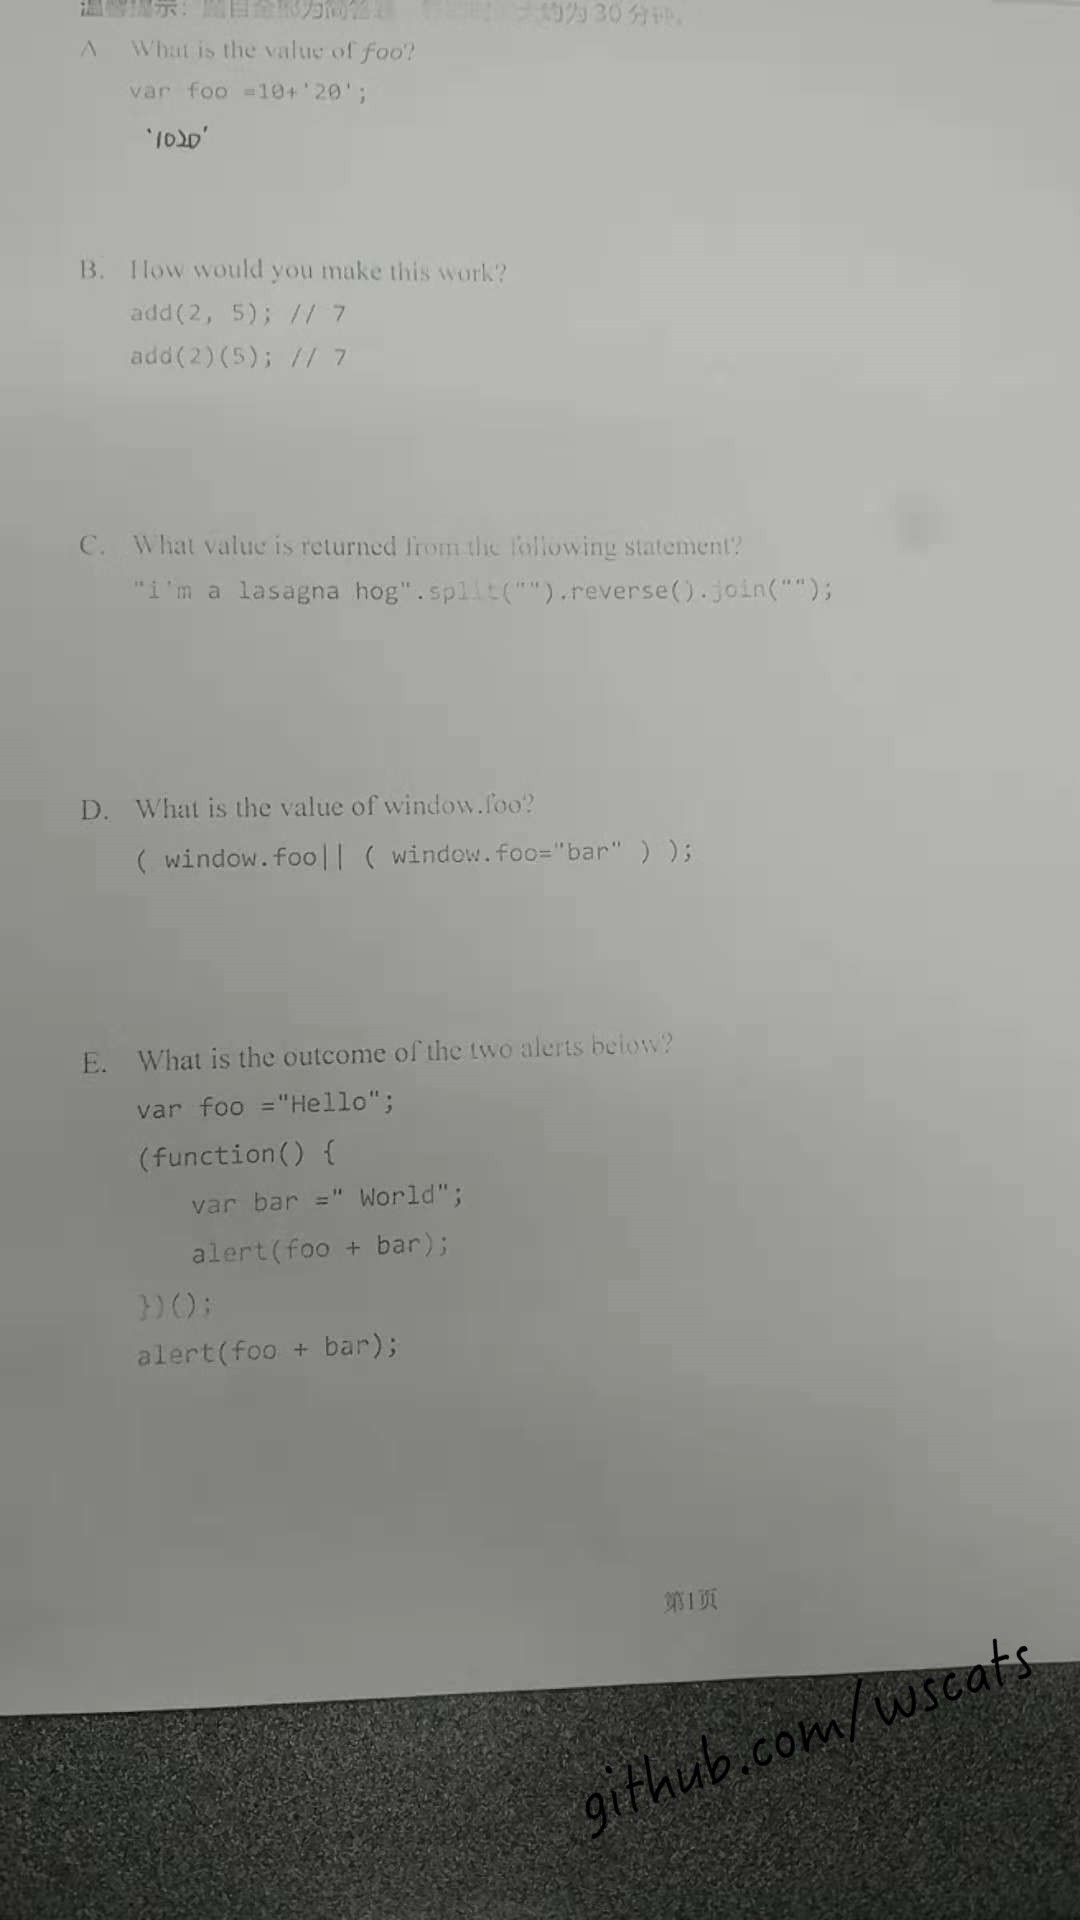 温馨提示：题目全部为简答题 大约为 30 分钟。
A What is the value of foo?
var foo =10+'20';
'1020'
B. How would you make this work?
add(2, 5); // 7
add(2)(5); // 7
C. What value is returned from the following statement?
"i'm a lasagna hog".split("").reverse().join("");
D. What is the value of window.foo?
( window.foo|| ( window.foo="bar" ) );
E. What is the outcome of the two alerts below?
var foo ="Hello";
(function() {
var bar =" World";
alert(foo + bar);
})();
alert(foo + bar);
第1页
github.com/wscats